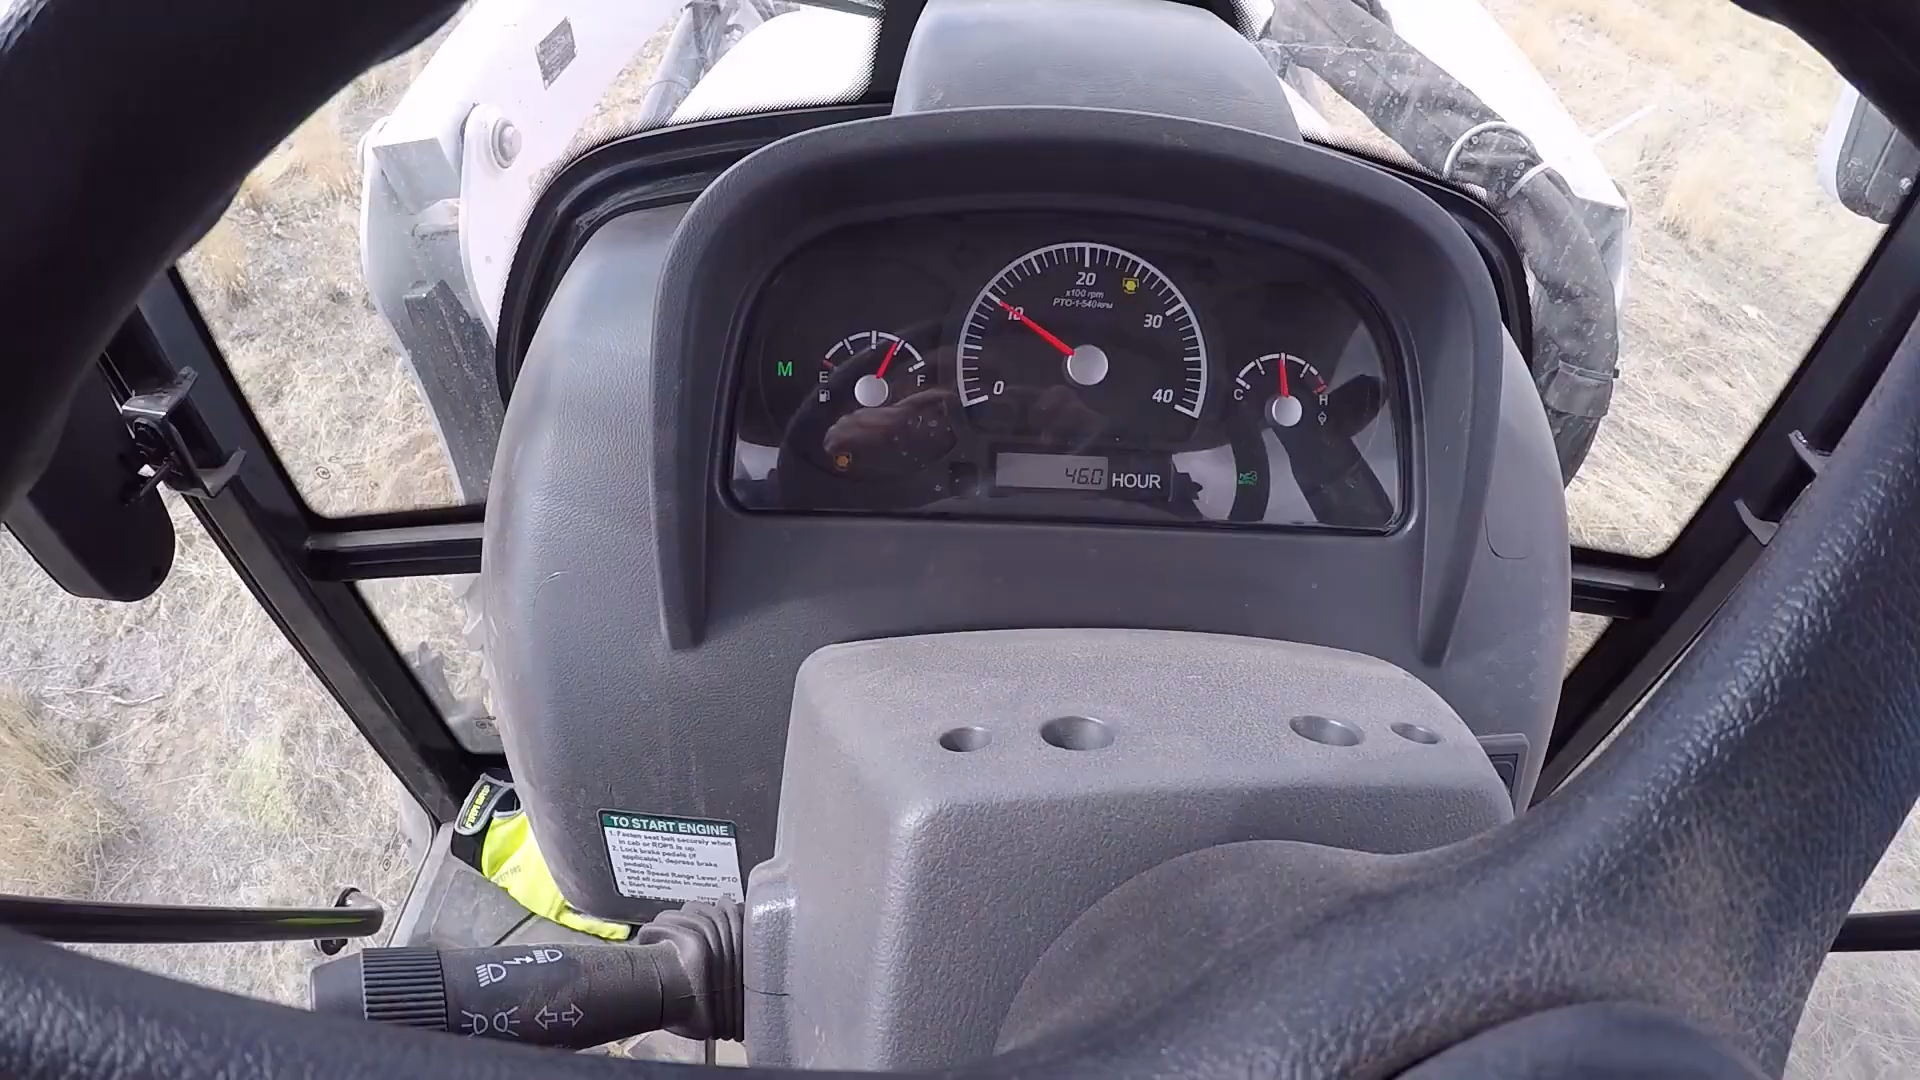 20
x100 rpm
PTO-1-540RPM
10
30
0
40
M
E
F
C
H
46.0 HOUR
TO START ENGINE
1. Fasten seat belt securely when
in cab or ROPS is up.
2. Lock brake pedals (if
applicable), depress brake
pedal(s).
3. Place Speed Range Lever, PTO
and all controls in neutral.
4. Start engine.